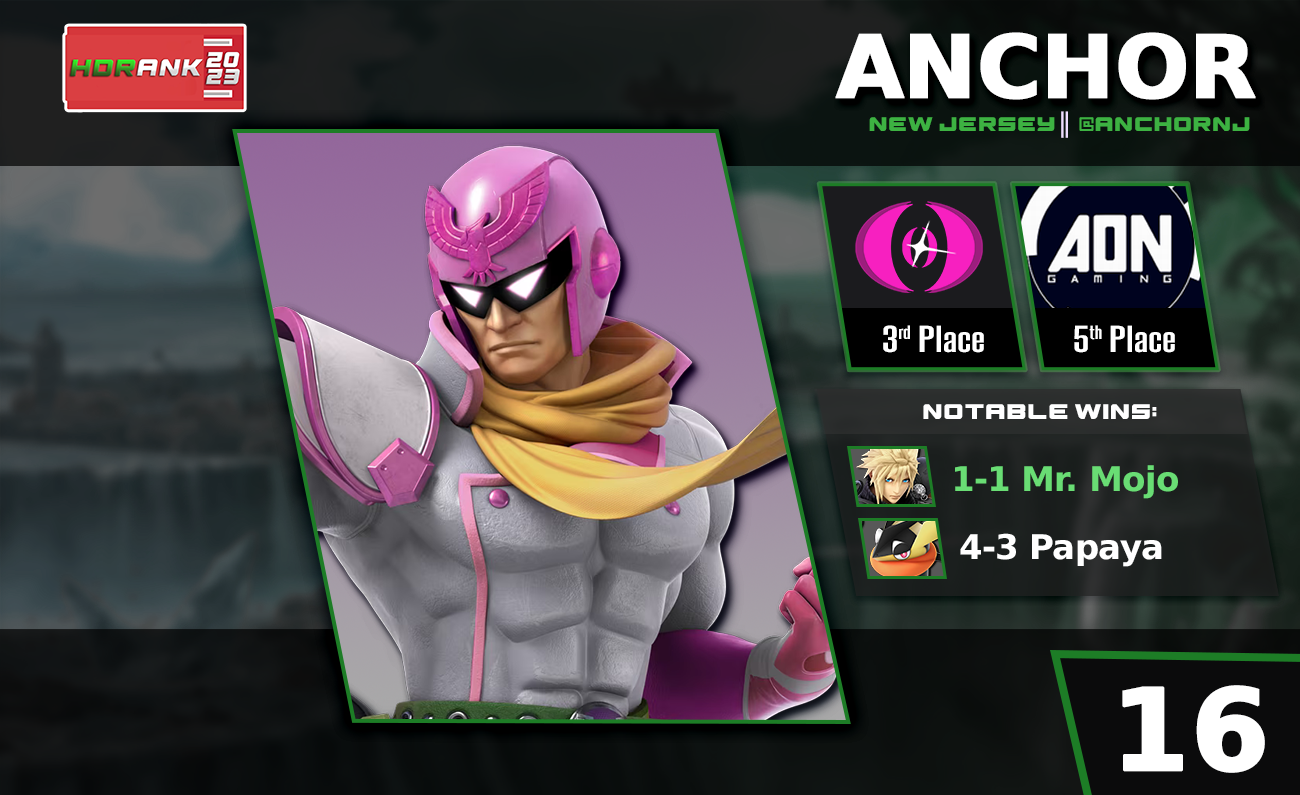 HDRANK 2023
ANCHOR
NEW JERSEY || @ANCHORNJ
AON
GAMING
3rd Place
5th Place
NOTABLE WINS:
1-1 Mr. Mojo
4-3 Papaya
16